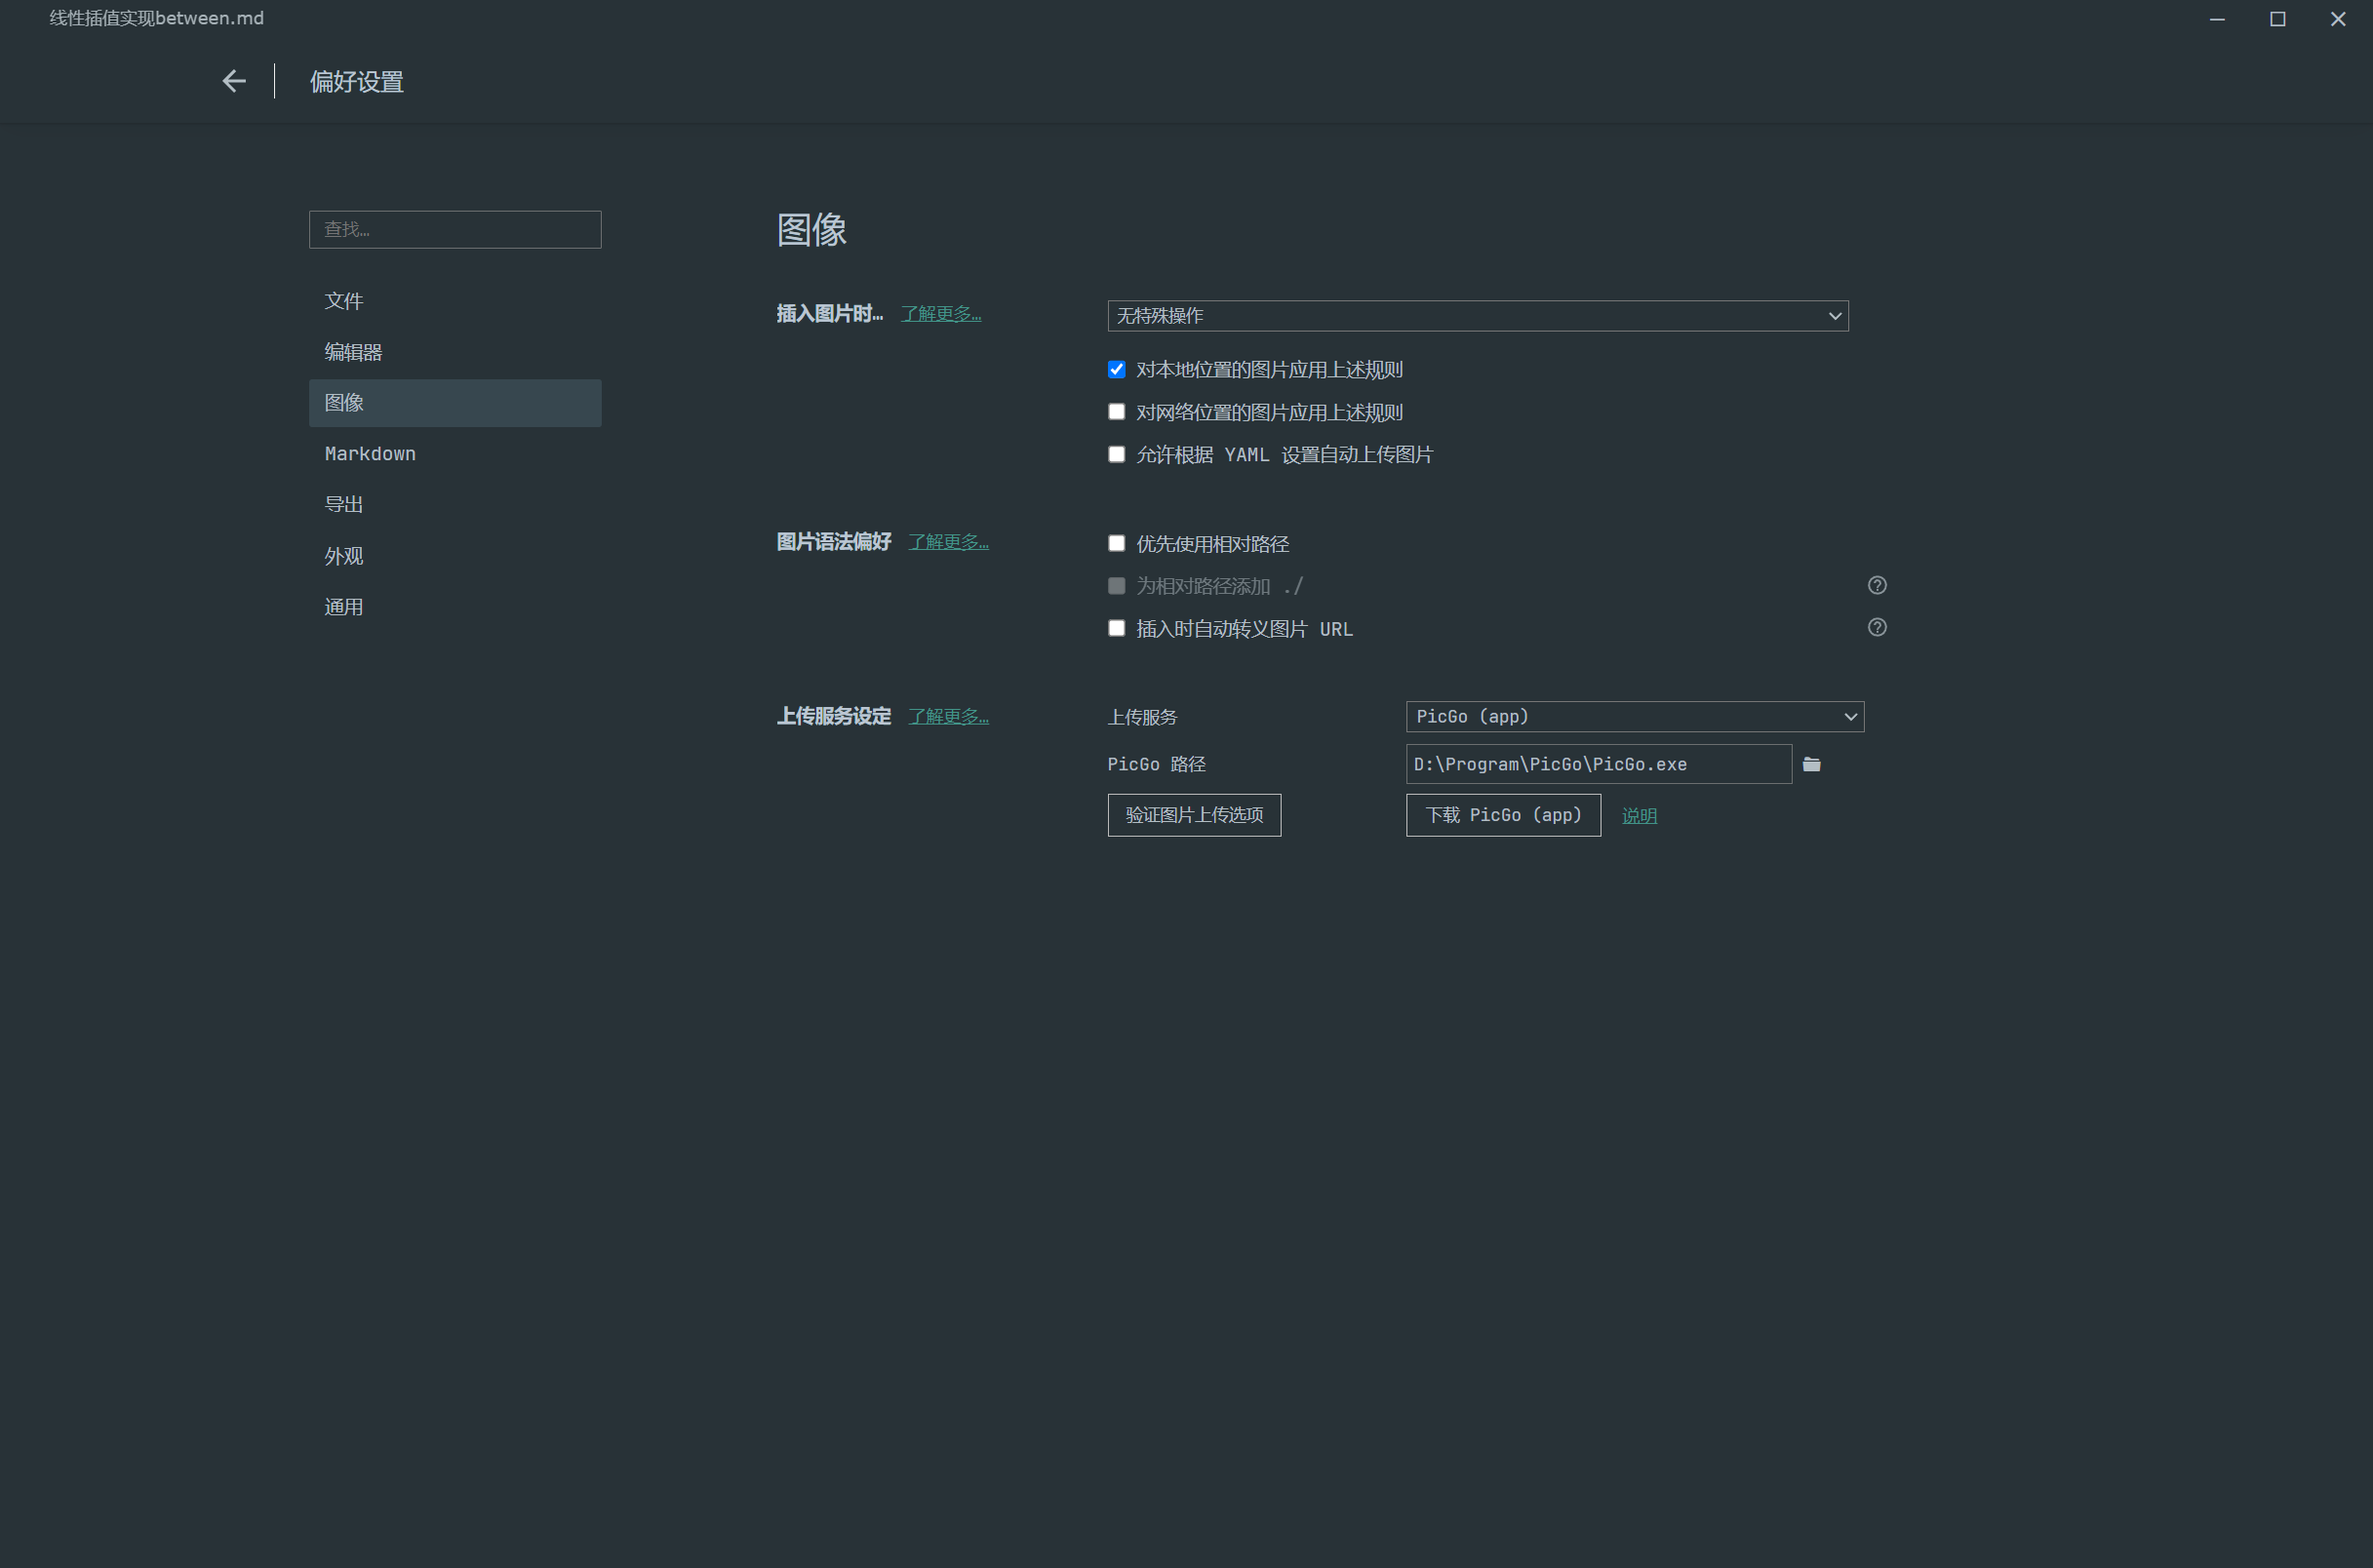 线性插值实现between.md
偏好设置
查找…
文件
编辑器
图像
Markdown
导出
外观
通用
图像
插入图片时… 了解更多…
无特殊操作
对本地位置的图片应用上述规则
对网络位置的图片应用上述规则
允许根据 YAML 设置自动上传图片
图片语法偏好 了解更多…
优先使用相对路径
为相对路径添加 ./
插入时自动转义图片 URL
上传服务设定 了解更多…
上传服务 PicGo (app)
PicGo 路径 D:\Program\PicGo\PicGo.exe
验证图片上传选项 下载 PicGo (app) 说明